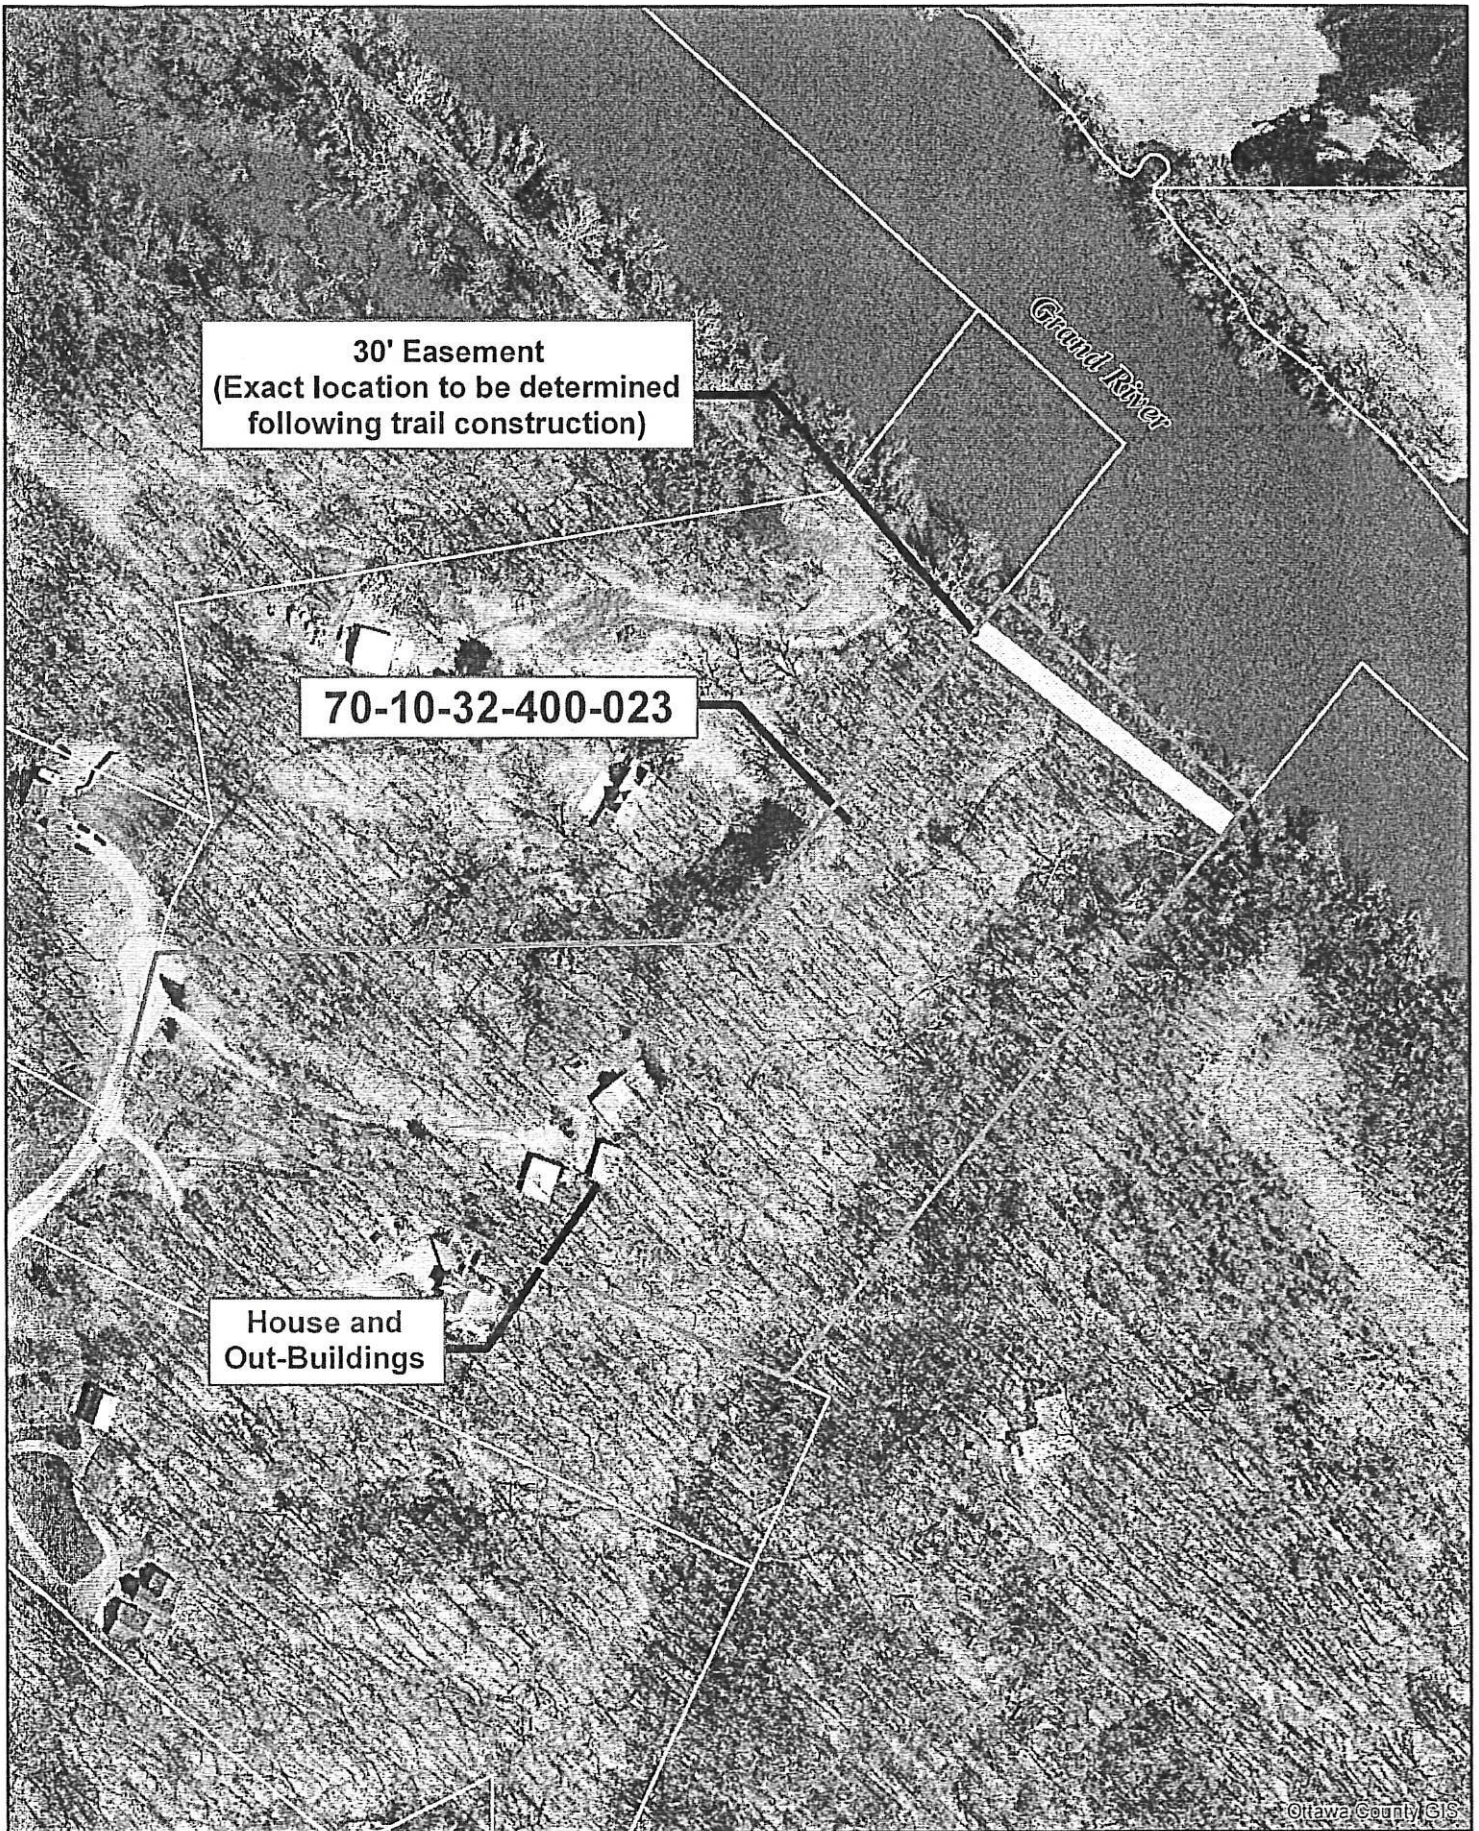 30' Easement
(Exact location to be determined
following trail construction)
Grand River
70-10-32-400-023
House and
Out-Buildings
Ottawa County GIS